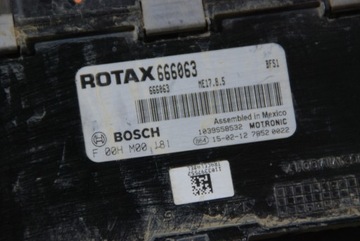 ROTAX 666063
BFS1
666063 ME17.8.5
Assembled in Mexico
BOSCH
1039S58532 MOTRONIC
F 00H M00 181
15-02-12 7852 0022